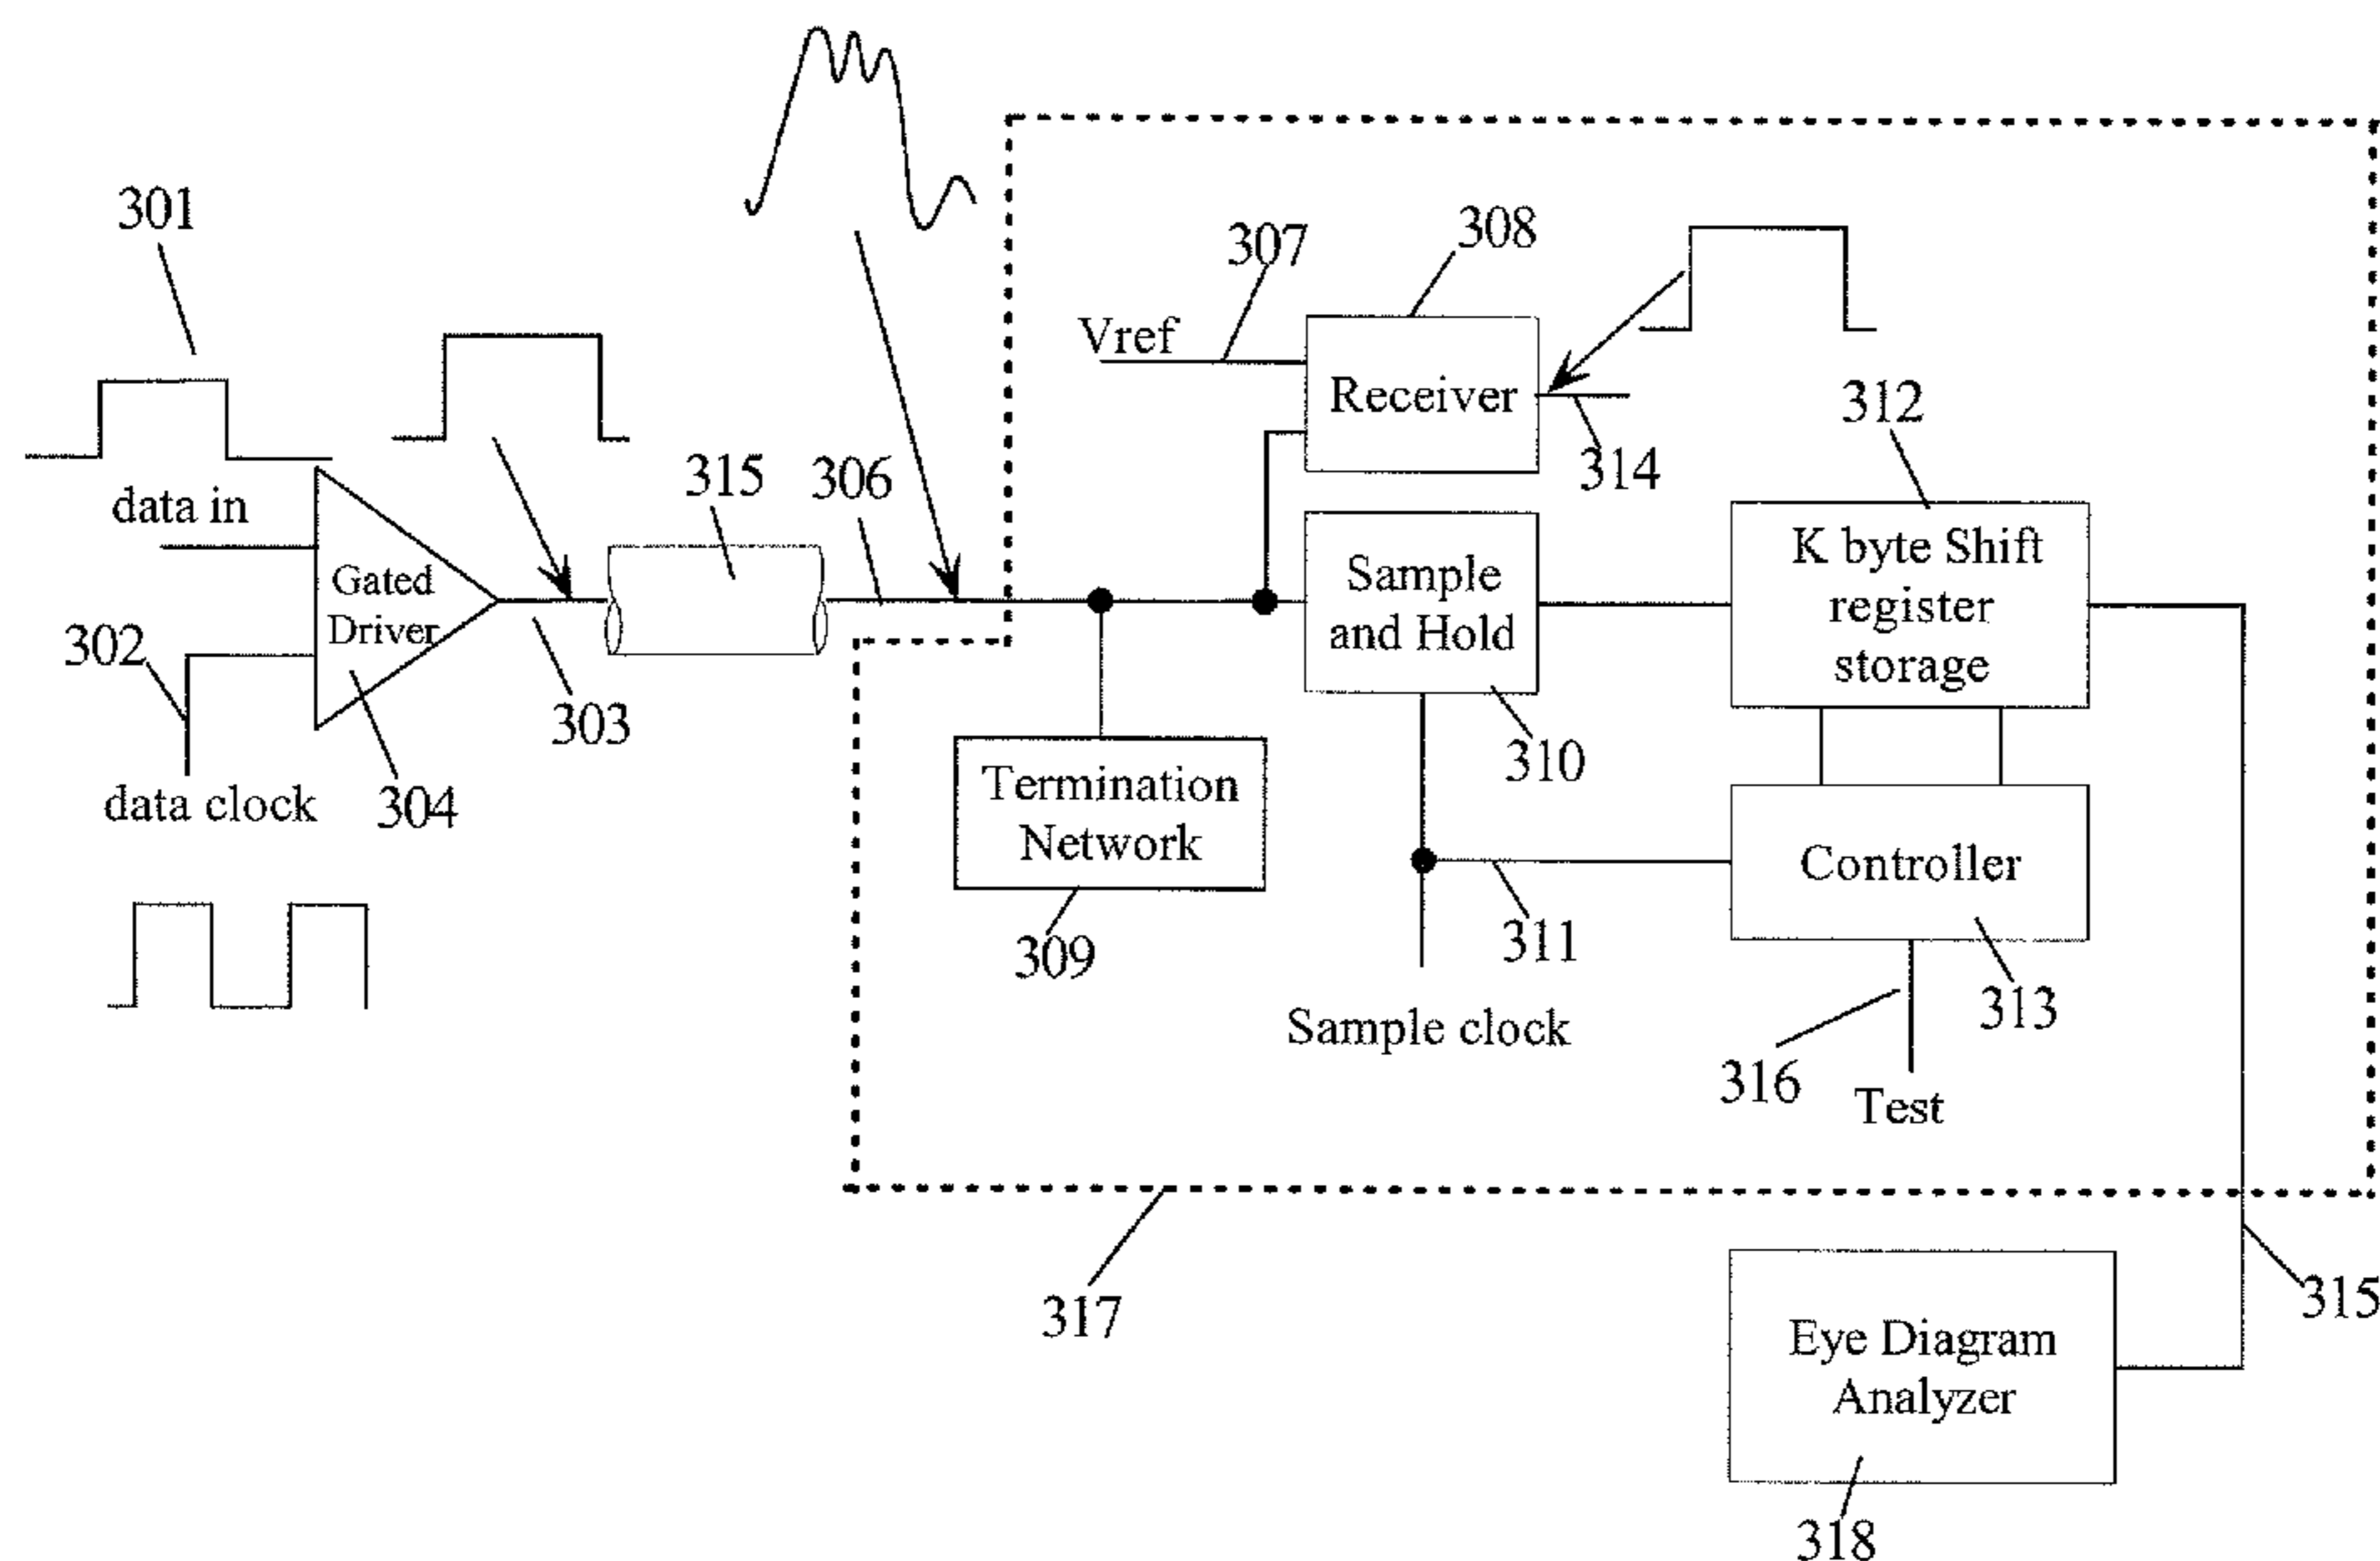 301
307
308
Vref
Receiver
314
312
data in
315
306
Gated
Driver
Sample
and Hold
K byte Shift
register
storage
302
303
data clock
304
310
Termination
Network
309
311
Controller
313
Sample clock
316
Test
317
315
Eye Diagram
Analyzer
318